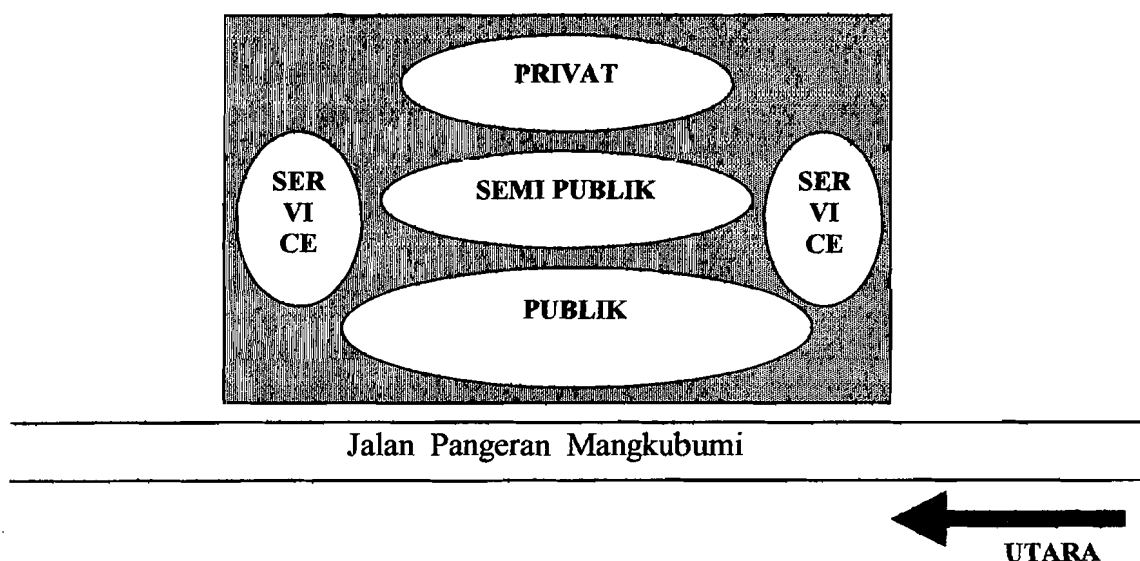 PRIVAT
SER
VI
CE
SEMI PUBLIK
SER
VI
CE
PUBLIK
Jalan Pangeran Mangkubumi
UTARA